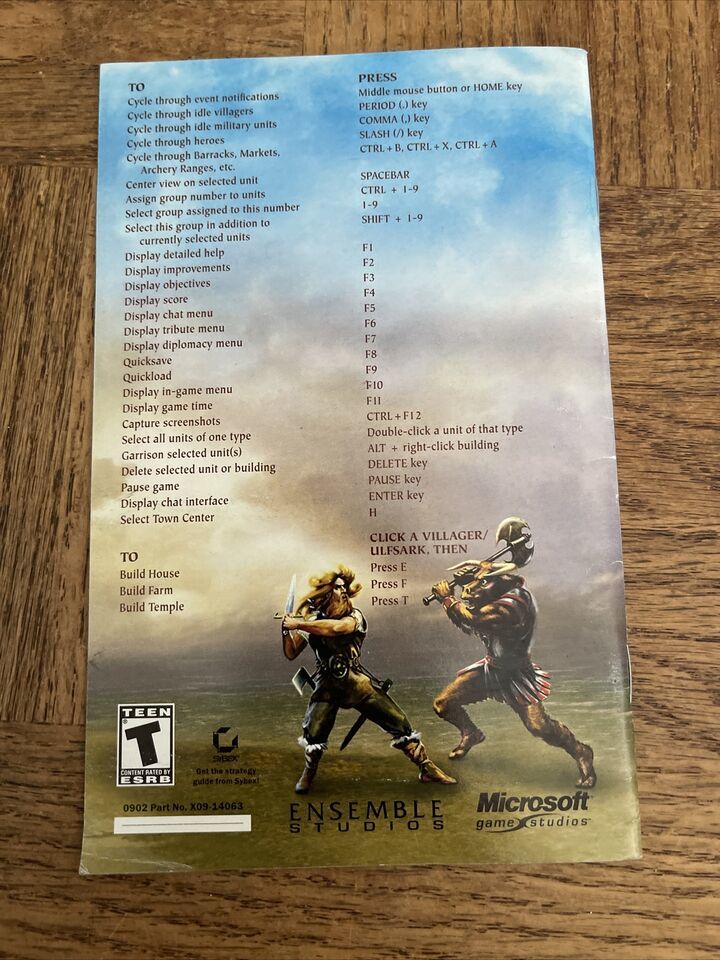 TO PRESS
Cycle through event notifications Middle mouse button or HOME key
Cycle through idle villagers PERIOD (.) key
Cycle through idle military units COMMA (,) key
Cycle through heroes SLASH (/) key
Cycle through Barracks, Markets, CTRL + B, CTRL + X, CTRL + A
Archery Ranges, etc.
Center view on selected unit SPACEBAR
Assign group number to units CTRL + 1-9
Select group assigned to this number 1-9
Select this group in addition to SHIFT + 1-9
currently selected units
Display detailed help F1
Display improvements F2
Display objectives F3
Display score F4
Display chat menu F5
Display tribute menu F6
Display diplomacy menu F7
Quicksave F8
Quickload F9
Display in-game menu F10
Display game time F11
Capture screenshots CTRL + F12
Select all units of one type Double-click a unit of that type
Garrison selected unit(s) ALT + right-click building
Delete selected unit or building DELETE key
Pause game PAUSE key
Display chat interface ENTER key
Select Town Center H
TO CLICK A VILLAGER/
ULFSARK, THEN
Build House Press E
Build Farm Press F
Build Temple Press T
TEEN
T
CONTENT RATED BY
ESRB
SYBEX
Get the strategy
guide from Sybex!
0902 Part No. X09-14063
ENSEMBLE
STUDIOS
Microsoft
game studios